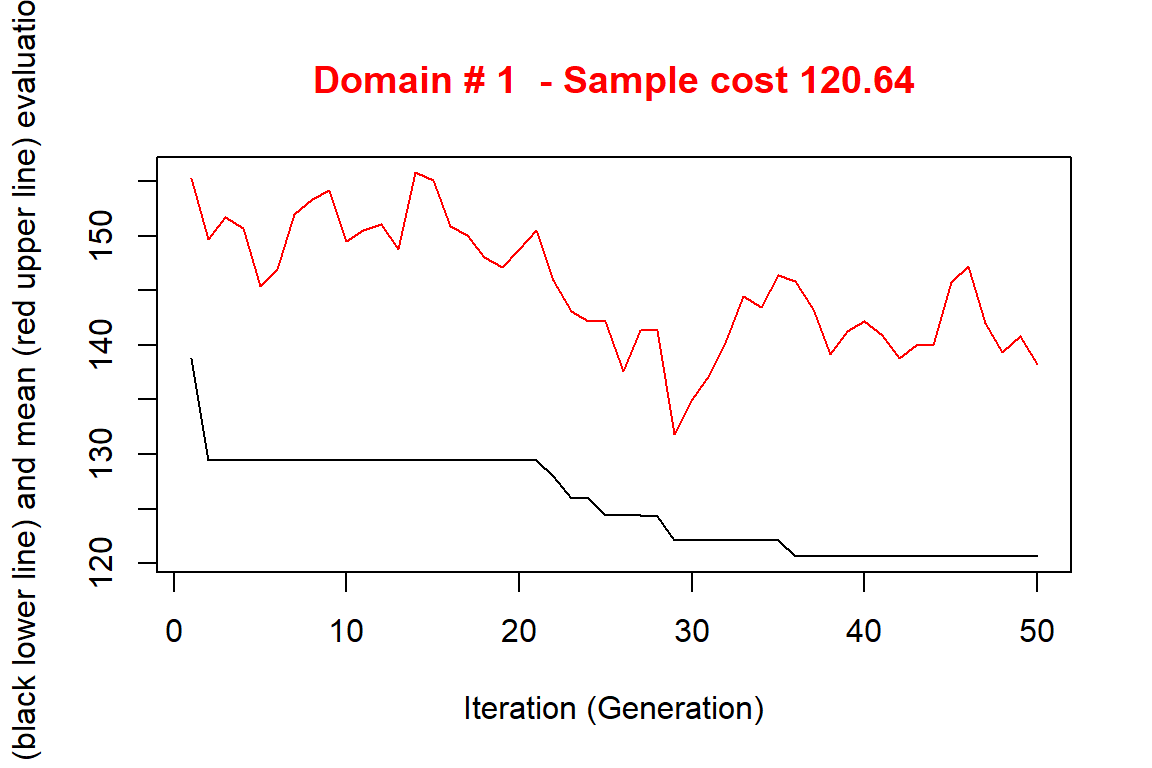 Domain # 1  - Sample cost 120.64
(black lower line) and mean (red upper line)
150
140
130
120
0 10 20 30 40 50
Iteration (Generation)